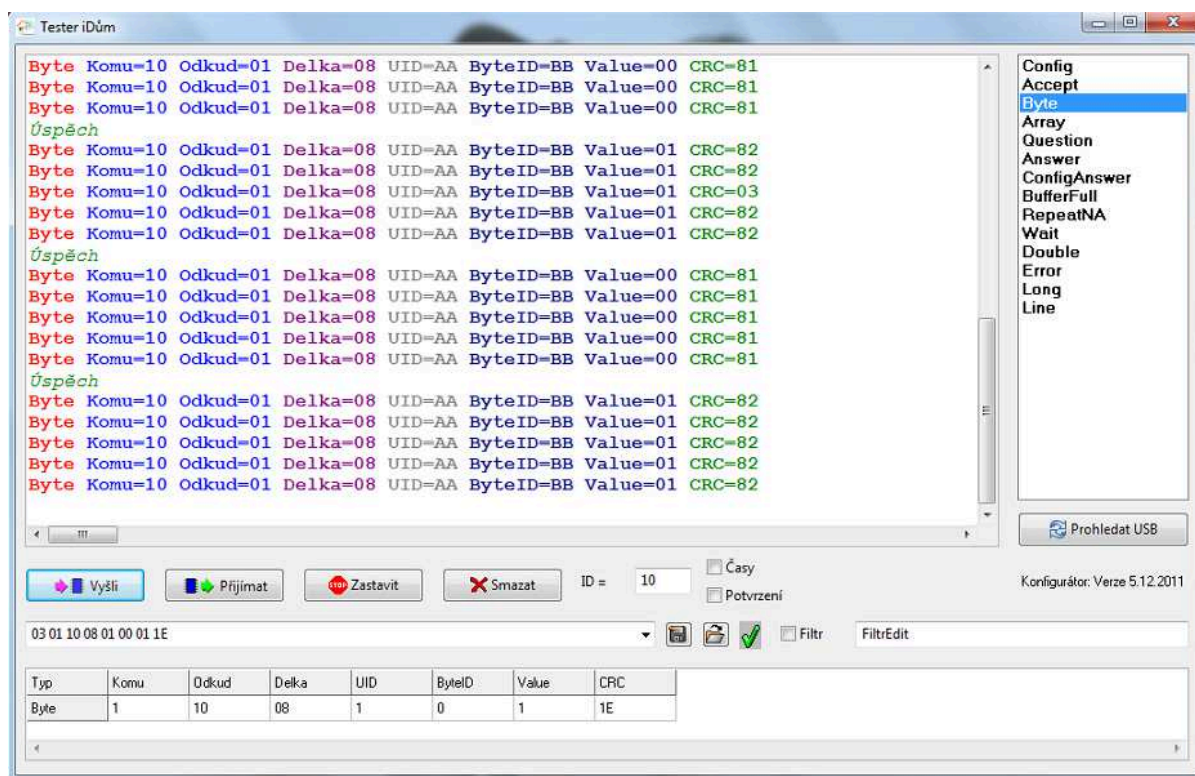 Tester iDům
Byte Komu=10 Odkud=01 Delka=08 UID=AA ByteID=BB Value=00 CRC=81
Byte Komu=10 Odkud=01 Delka=08 UID=AA ByteID=BB Value=00 CRC=81
Byte Komu=10 Odkud=01 Delka=08 UID=AA ByteID=BB Value=00 CRC=81
Úspěch
Byte Komu=10 Odkud=01 Delka=08 UID=AA ByteID=BB Value=01 CRC=82
Byte Komu=10 Odkud=01 Delka=08 UID=AA ByteID=BB Value=01 CRC=82
Byte Komu=10 Odkud=01 Delka=08 UID=AA ByteID=BB Value=01 CRC=03
Byte Komu=10 Odkud=01 Delka=08 UID=AA ByteID=BB Value=01 CRC=82
Byte Komu=10 Odkud=01 Delka=08 UID=AA ByteID=BB Value=01 CRC=82
Úspěch
Byte Komu=10 Odkud=01 Delka=08 UID=AA ByteID=BB Value=00 CRC=81
Byte Komu=10 Odkud=01 Delka=08 UID=AA ByteID=BB Value=00 CRC=81
Byte Komu=10 Odkud=01 Delka=08 UID=AA ByteID=BB Value=00 CRC=81
Byte Komu=10 Odkud=01 Delka=08 UID=AA ByteID=BB Value=00 CRC=81
Byte Komu=10 Odkud=01 Delka=08 UID=AA ByteID=BB Value=00 CRC=81
Úspěch
Byte Komu=10 Odkud=01 Delka=08 UID=AA ByteID=BB Value=01 CRC=82
Byte Komu=10 Odkud=01 Delka=08 UID=AA ByteID=BB Value=01 CRC=82
Byte Komu=10 Odkud=01 Delka=08 UID=AA ByteID=BB Value=01 CRC=82
Byte Komu=10 Odkud=01 Delka=08 UID=AA ByteID=BB Value=01 CRC=82
Byte Komu=10 Odkud=01 Delka=08 UID=AA ByteID=BB Value=01 CRC=82
Config
Accept
Byte
Array
Question
Answer
ConfigAnswer
BufferFull
RepeatNA
Wait
Double
Error
Long
Line
Prohledat USB
Vyšli Přijímat STOP Zastavit Smazat ID = 10
Časy
Potvrzení
Konfigurátor: Verze 5.12.2011
03 01 10 08 01 00 01 1E Filtr FiltrEdit
Typ Komu Odkud Delka UID ByteID Value CRC
Byte 1 10 08 1 0 1 1E